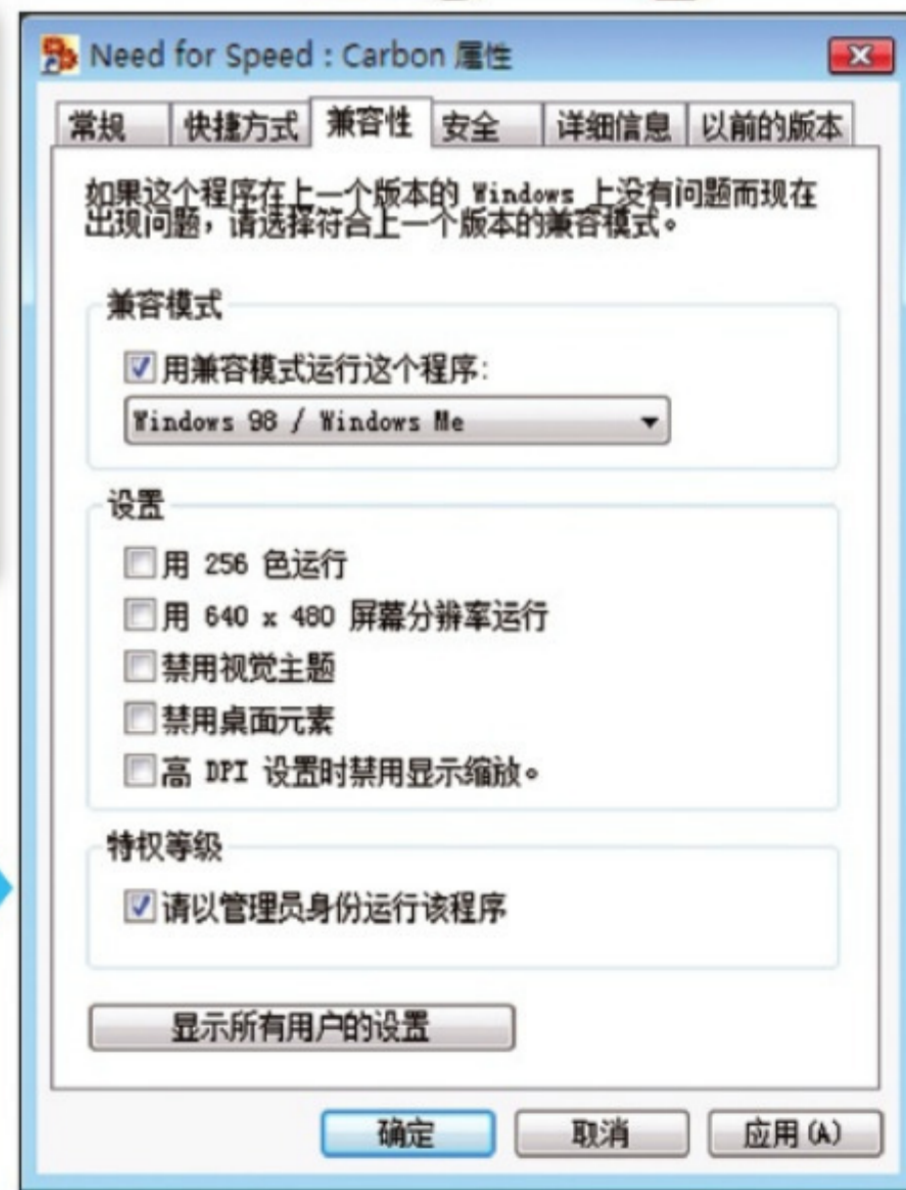 Need for Speed : Carbon 属性
常规 快捷方式 兼容性 安全 详细信息 以前的版本
如果这个程序在上一个版本的 Windows 上没有问题而现在
出现问题，请选择符合上一个版本的兼容模式。
兼容模式
用兼容模式运行这个程序:
Windows 98 / Windows Me
设置
用 256 色运行
用 640 x 480 屏幕分辨率运行
禁用视觉主题
禁用桌面元素
高 DPI 设置时禁用显示缩放。
特权等级
请以管理员身份运行该程序
显示所有用户的设置
确定 取消 应用(A)